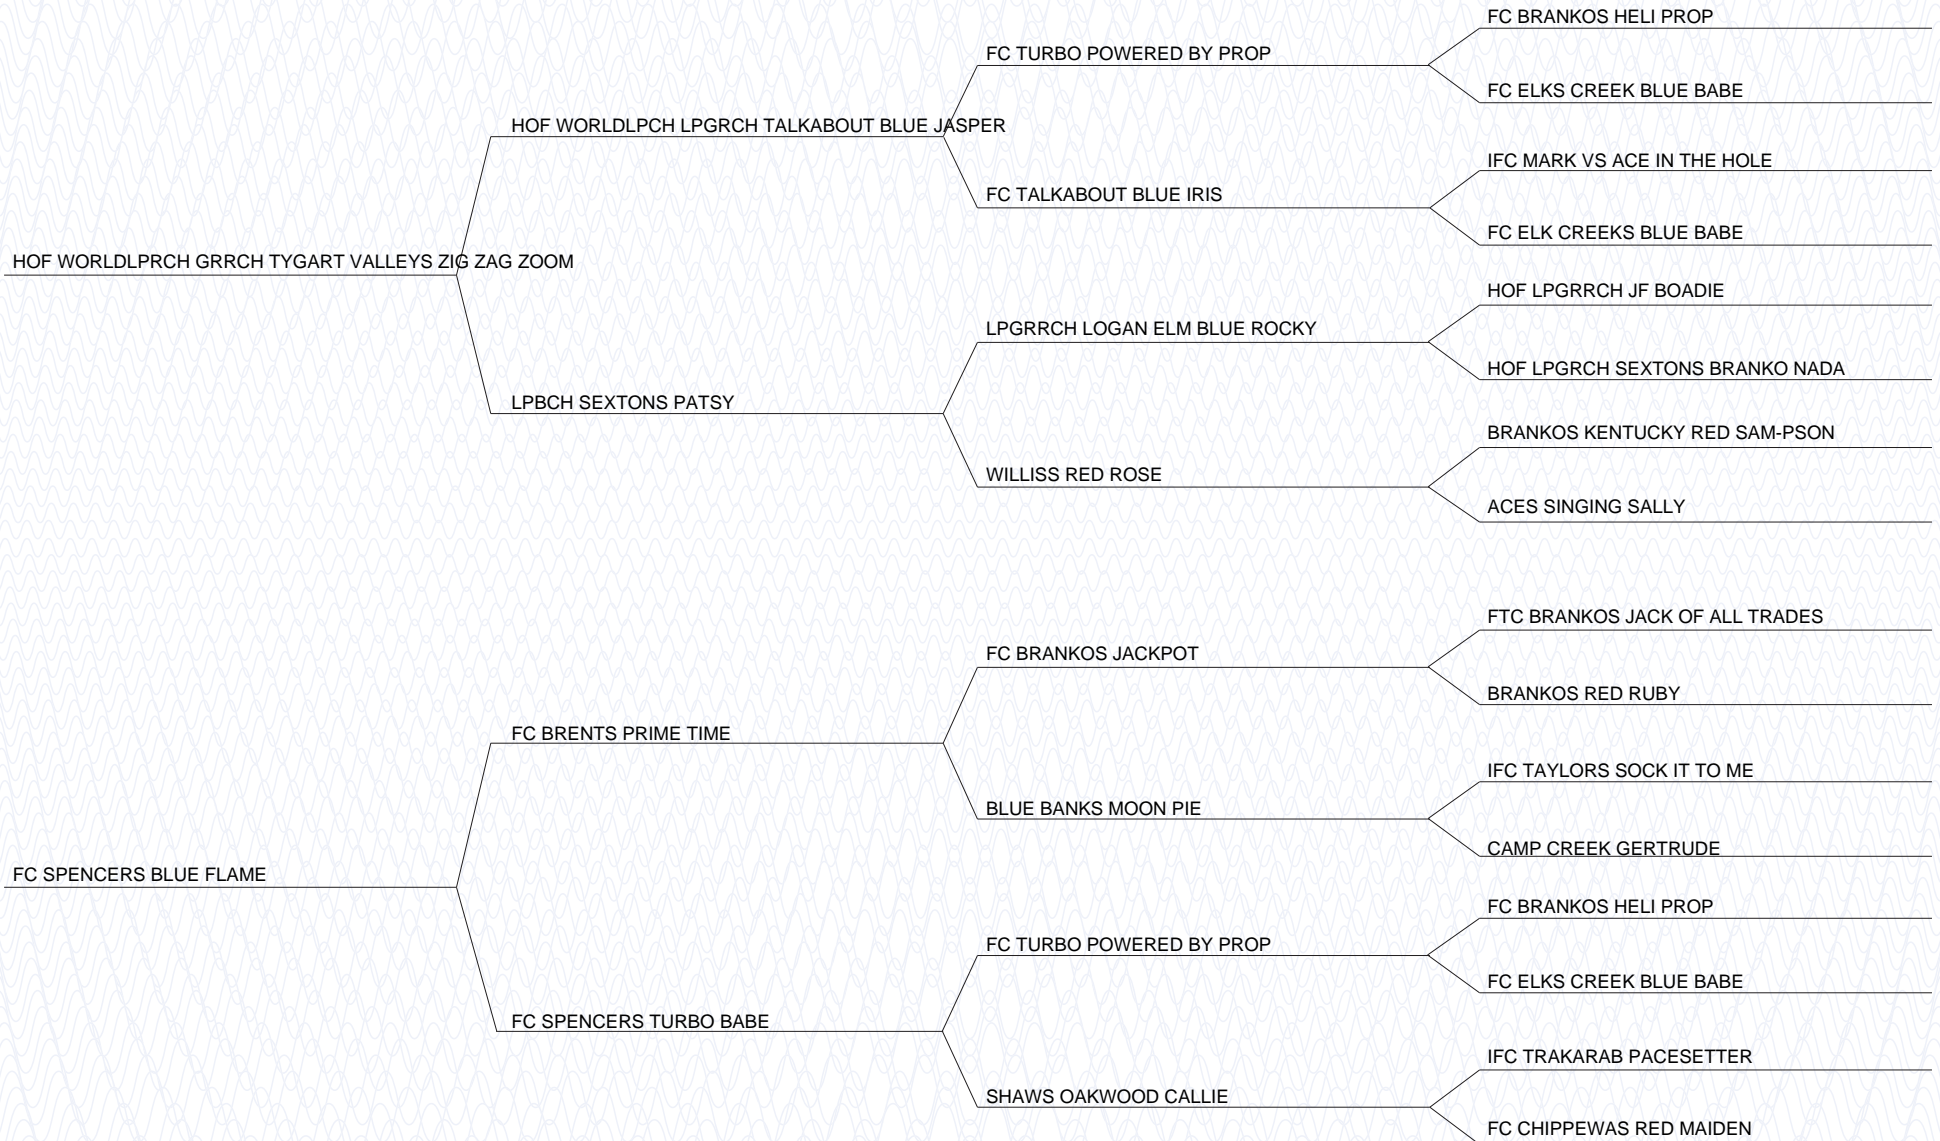 FC BRANKOS HELI PROP
FC TURBO POWERED BY PROP
FC ELKS CREEK BLUE BABE
HOF WORLDLPCH LPGRCH TALKABOUT BLUE JASPER
IFC MARK VS ACE IN THE HOLE
FC TALKABOUT BLUE IRIS
FC ELK CREEKS BLUE BABE
HOF WORLDLPRCH GRRCH TYGART VALLEYS ZIG ZAG ZOOM
HOF LPGRRCH JF BOADIE
LPGRRCH LOGAN ELM BLUE ROCKY
HOF LPGRCH SEXTONS BRANKO NADA
LPBCH SEXTONS PATSY
BRANKOS KENTUCKY RED SAM-PSON
WILLISS RED ROSE
ACES SINGING SALLY
FTC BRANKOS JACK OF ALL TRADES
FC BRANKOS JACKPOT
BRANKOS RED RUBY
FC BRENTS PRIME TIME
IFC TAYLORS SOCK IT TO ME
BLUE BANKS MOON PIE
CAMP CREEK GERTRUDE
FC SPENCERS BLUE FLAME
FC BRANKOS HELI PROP
FC TURBO POWERED BY PROP
FC ELKS CREEK BLUE BABE
FC SPENCERS TURBO BABE
IFC TRAKARAB PACESETTER
SHAWS OAKWOOD CALLIE
FC CHIPPEWAS RED MAIDEN